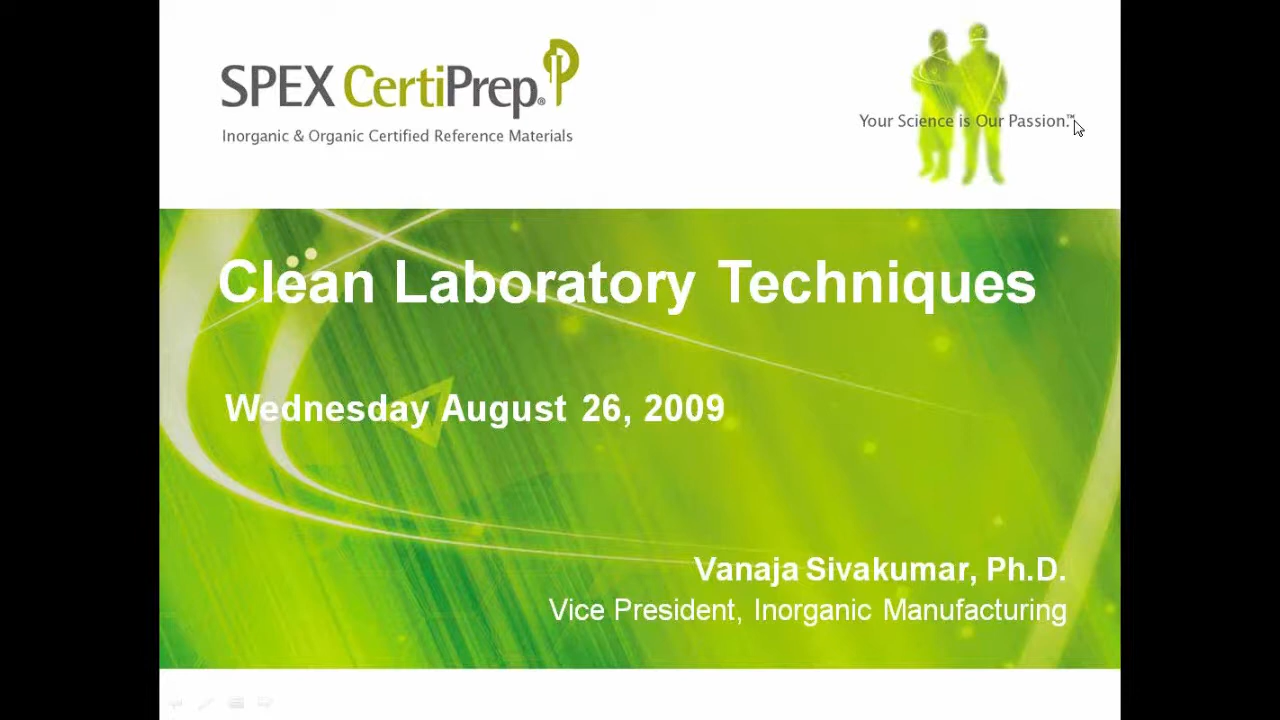 SPEX CertiPrep®
Inorganic & Organic Certified Reference Materials
Your Science is Our Passion.™
Clean Laboratory Techniques
Wednesday August 26, 2009
Vanaja Sivakumar, Ph.D.
Vice President, Inorganic Manufacturing